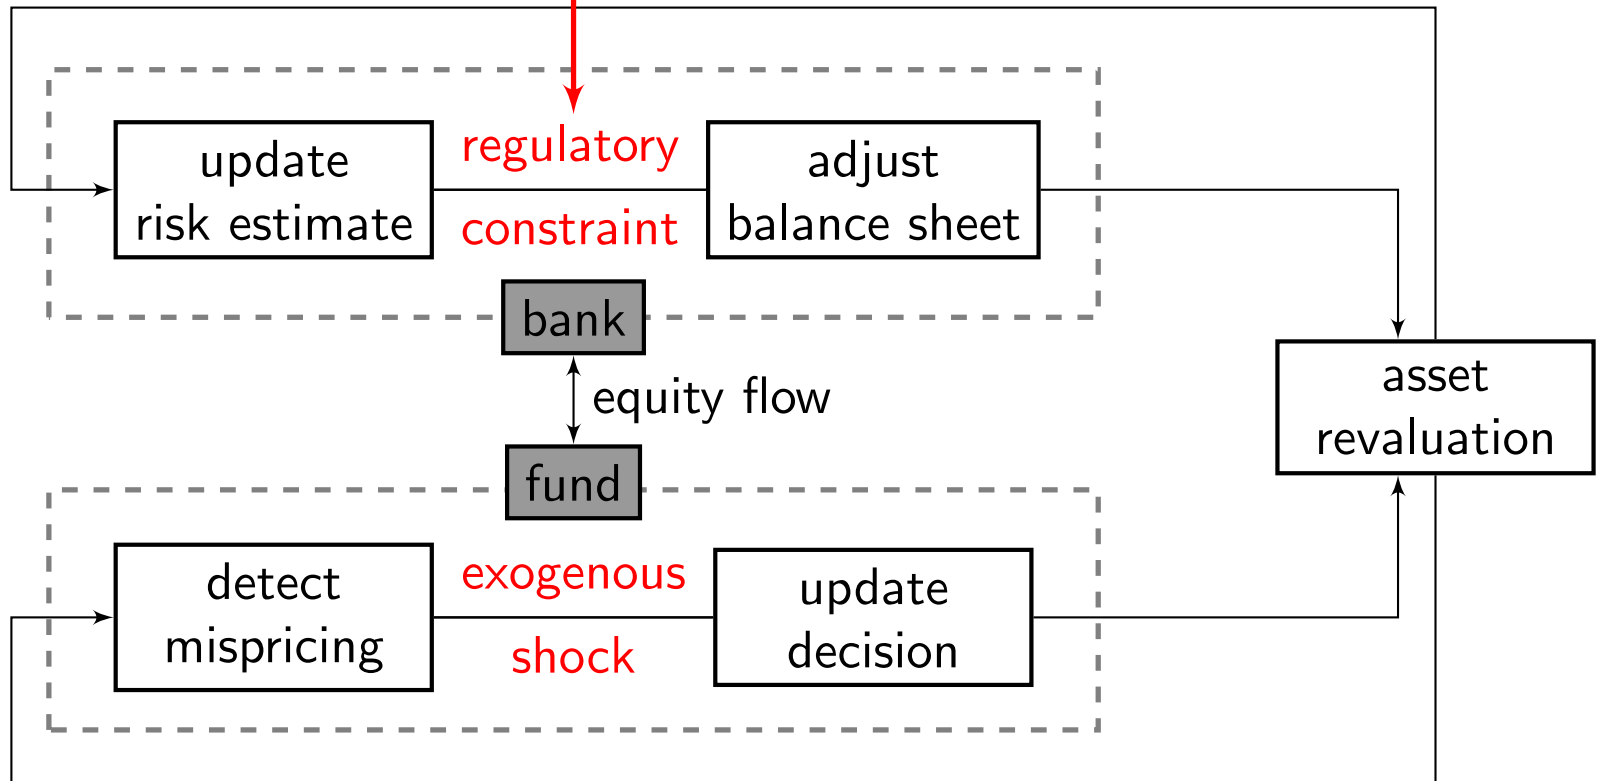 update
risk estimate
regulatory
constraint
adjust
balance sheet
bank
equity flow
fund
asset
revaluation
detect
mispricing
exogenous
shock
update
decision